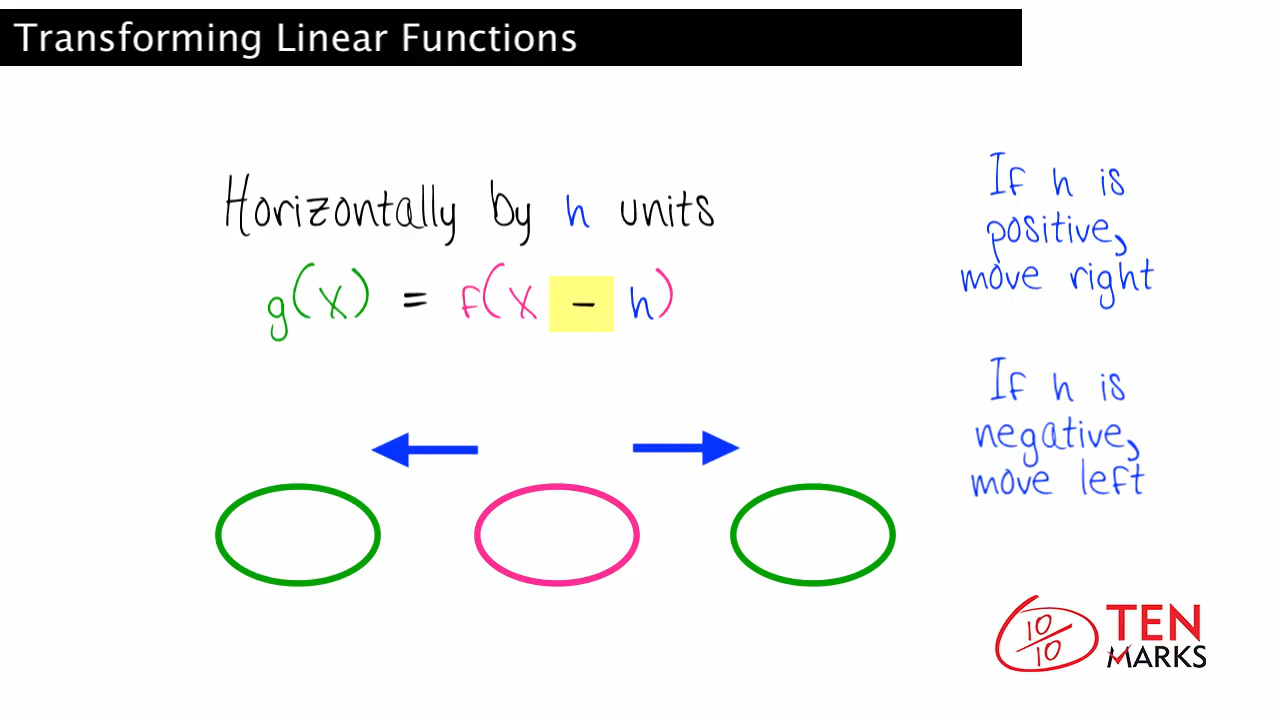 Transforming Linear Functions
Horizontally by h units
g(x) = f(x - h)
If h is
positive,
move right
If h is
negative,
move left
10/10
TEN
MARKS